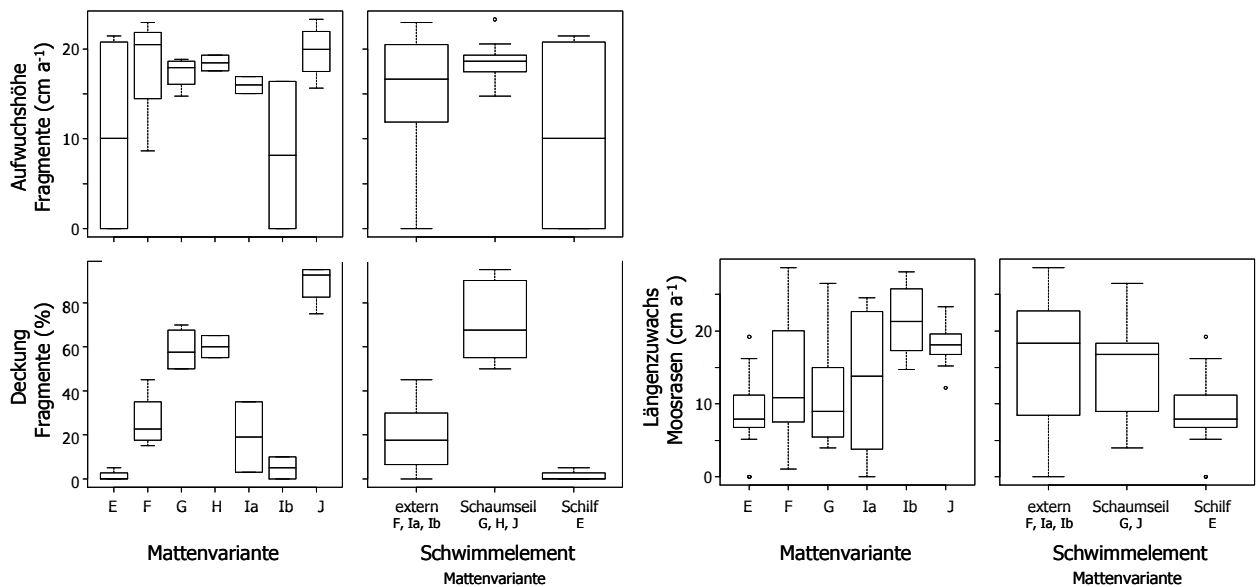 Aufwuchshöhe
Fragmente (cm a⁻¹)
20
10
0
Deckung
Fragmente (%)
80
60
40
20
0
E F G H Ia Ib J
Mattenvariante
extern Schaumseil Schilf
F, Ia, Ib G, H, J E
Schwimmelement
Mattenvariante
Längenzuwachs
Moosrasen (cm a⁻¹)
20
10
0
E F G Ia Ib J
Mattenvariante
extern Schaumseil Schilf
F, Ia, Ib G, J E
Schwimmelement
Mattenvariante